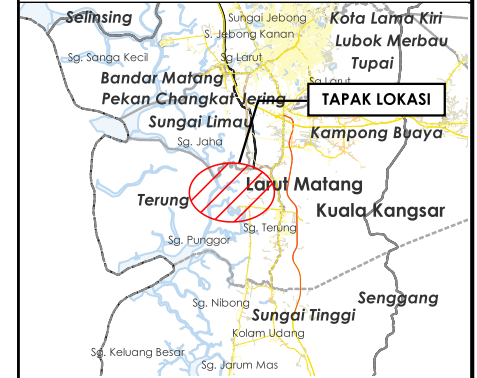 Selinsing
Sungai Jebong
Kota Lama Kiri
S. Jebong Kanan
Lubok Merbau
Sg. Sanga Kecil
Sg Larut
Tupai
Bandar Matang
Sg Larut
Pekan Changkat Jering
TAPAK LOKASI
Sungai Limau
Kampong Buaya
Sg. Jaha
Larut Matang
Terung
Kuala Kangsar
Sg. Terung
Sg. Punggor
Sg. Nibong
Senggang
Sungai Tinggi
Kolam Udang
Sg. Keluang Besar
Sg. Jarum Mas